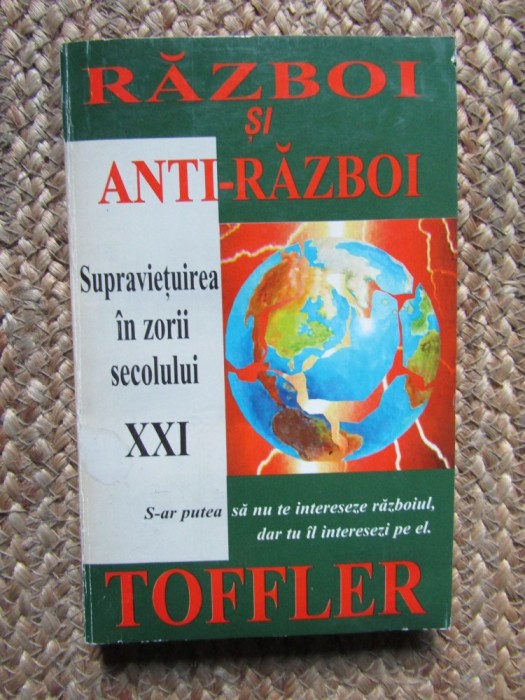 RĂZBOI
ȘI
ANTI-RĂZBOI
Supraviețuirea
în zorii
secolului
XXI
S-ar putea să nu te intereseze războiul,
dar tu îl interesezi pe el.
TOFFLER